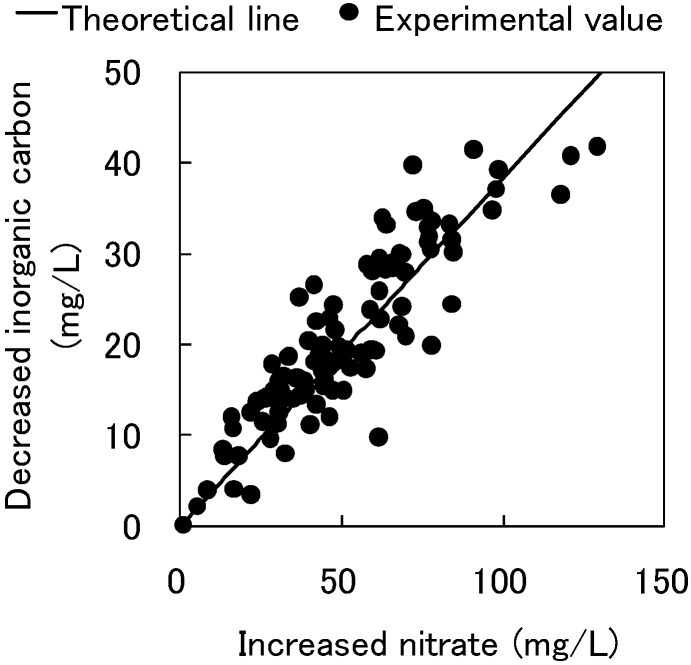 Theoretical line Experimental value
Decreased inorganic carbon
(mg/L)
50
40
30
20
10
0
0 50 100 150
Increased nitrate (mg/L)